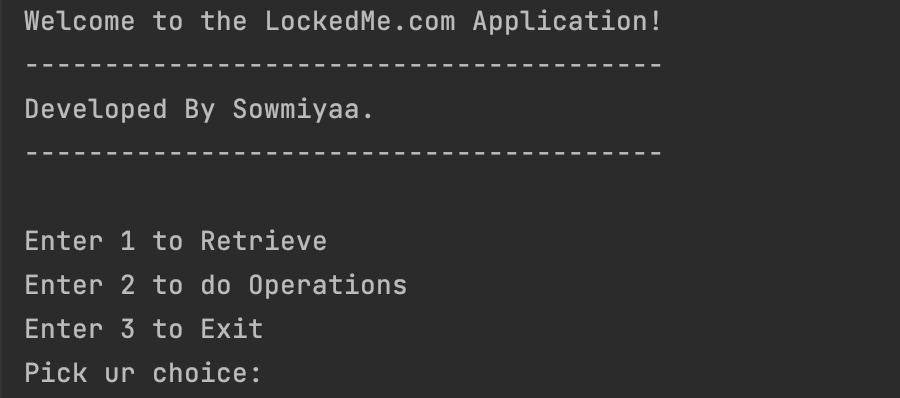 Welcome to the LockedMe.com Application!
----------------------------------------
Developed By Sowmiyaa.
----------------------------------------
Enter 1 to Retrieve
Enter 2 to do Operations
Enter 3 to Exit
Pick ur choice: